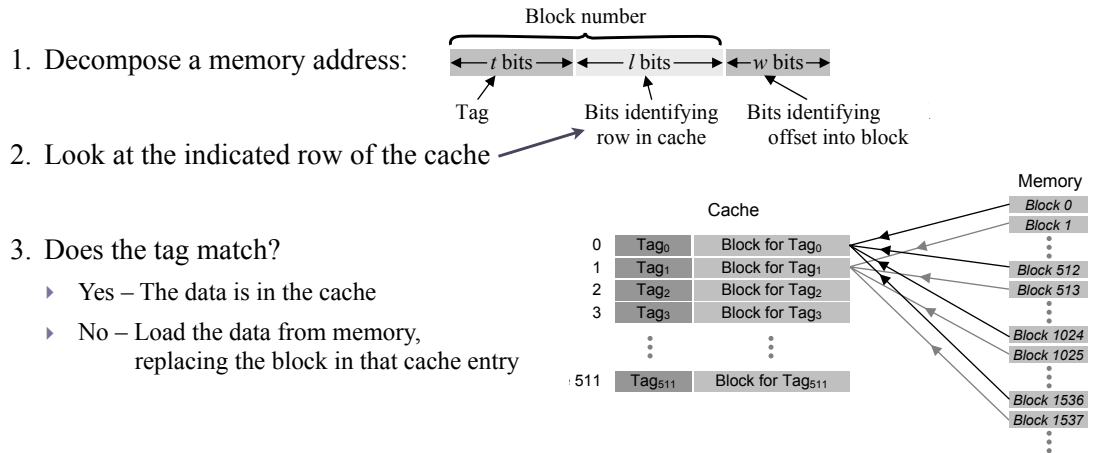 Block number
1. Decompose a memory address:
t bits
l bits
w bits
Tag
Bits identifying
row in cache
Bits identifying
offset into block
2. Look at the indicated row of the cache
3. Does the tag match?
Yes – The data is in the cache
No – Load the data from memory,
replacing the block in that cache entry
Cache
0 Tag0 Block for Tag0
1 Tag1 Block for Tag1
2 Tag2 Block for Tag2
3 Tag3 Block for Tag3
511 Tag511 Block for Tag511
Memory
Block 0
Block 1
Block 512
Block 513
Block 1024
Block 1025
Block 1536
Block 1537